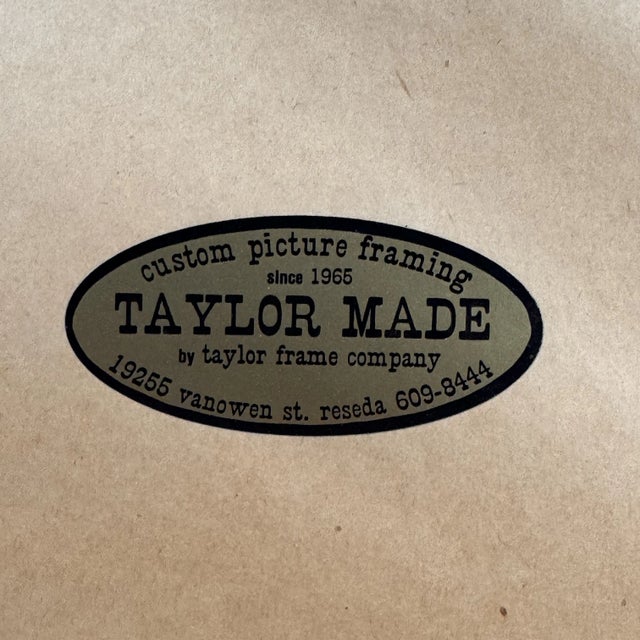 custom picture framing
since 1965
TAYLOR MADE
by taylor frame company
19255 vanowen st. reseda 609-8444